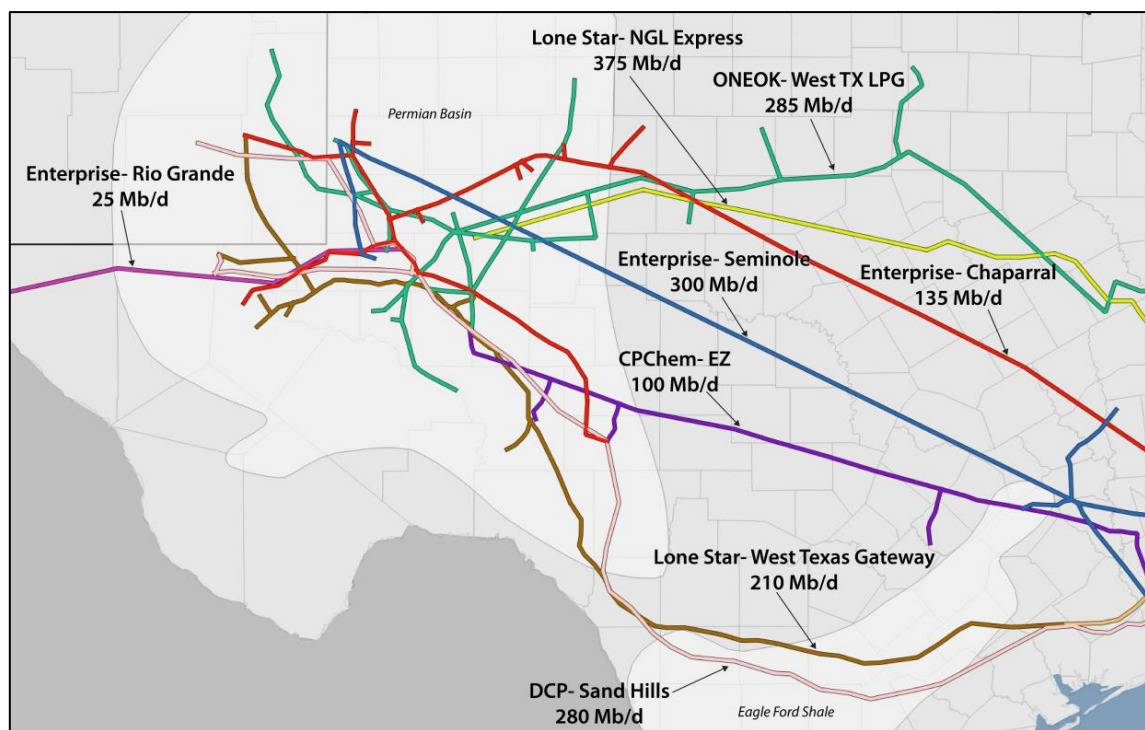 Lone Star- NGL Express
375 Mb/d
ONEOK- West TX LPG
285 Mb/d
Permian Basin
Enterprise- Rio Grande
25 Mb/d
Enterprise- Seminole
300 Mb/d
Enterprise- Chaparral
135 Mb/d
CPChem- EZ
100 Mb/d
Lone Star- West Texas Gateway
210 Mb/d
DCP- Sand Hills
280 Mb/d
Eagle Ford Shale